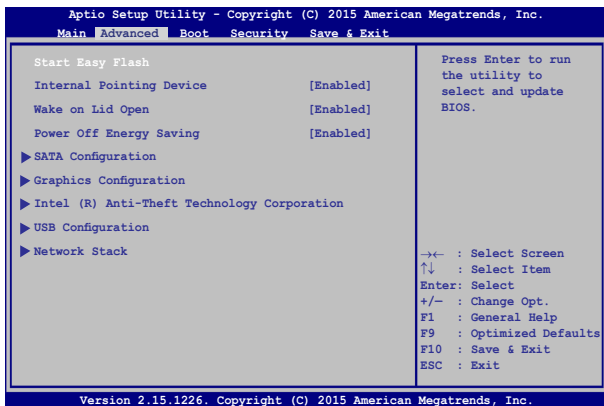 Aptio Setup Utility - Copyright (C) 2015 American Megatrends, Inc.
Main Advanced Boot Security Save & Exit
Start Easy Flash
Internal Pointing Device [Enabled]
Wake on Lid Open [Enabled]
Power Off Energy Saving [Enabled]
SATA Configuration
Graphics Configuration
Intel (R) Anti-Theft Technology Corporation
USB Configuration
Network Stack
Press Enter to run
the utility to
select and update
BIOS.
→← : Select Screen
↑↓ : Select Item
Enter: Select
+/— : Change Opt.
F1 : General Help
F9 : Optimized Defaults
F10 : Save & Exit
ESC : Exit
Version 2.15.1226. Copyright (C) 2015 American Megatrends, Inc.